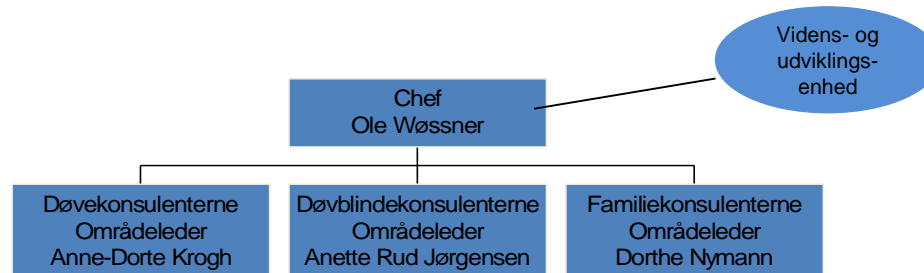 Videns- og
udviklings-
enhed
Chef
Ole Wøssner
Døvekonsulenterne
Områdeleder
Anne-Dorte Krogh
Døvblindekonsulenterne
Områdeleder
Anette Rud Jørgensen
Familiekonsulenterne
Områdeleder
Dorthe Nymann